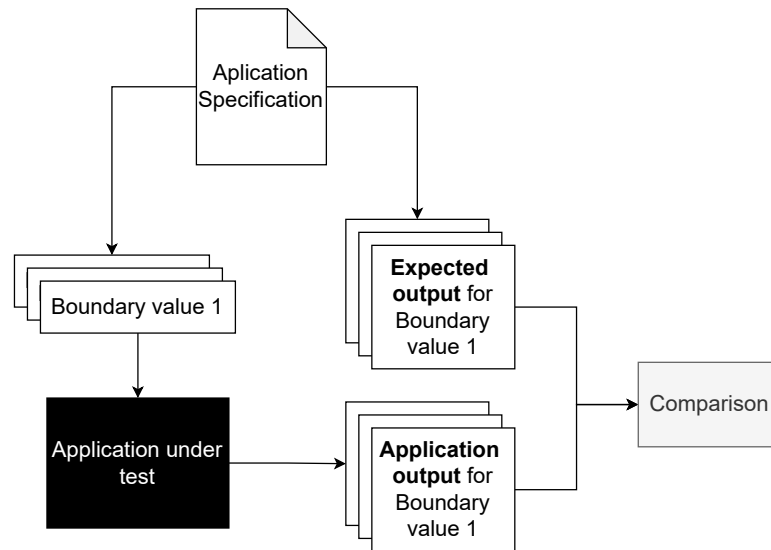 Aplication
Specification
Boundary value 1
Expected
output for
Boundary
value 1
Application under
test
Application
output for
Boundary
value 1
Comparison